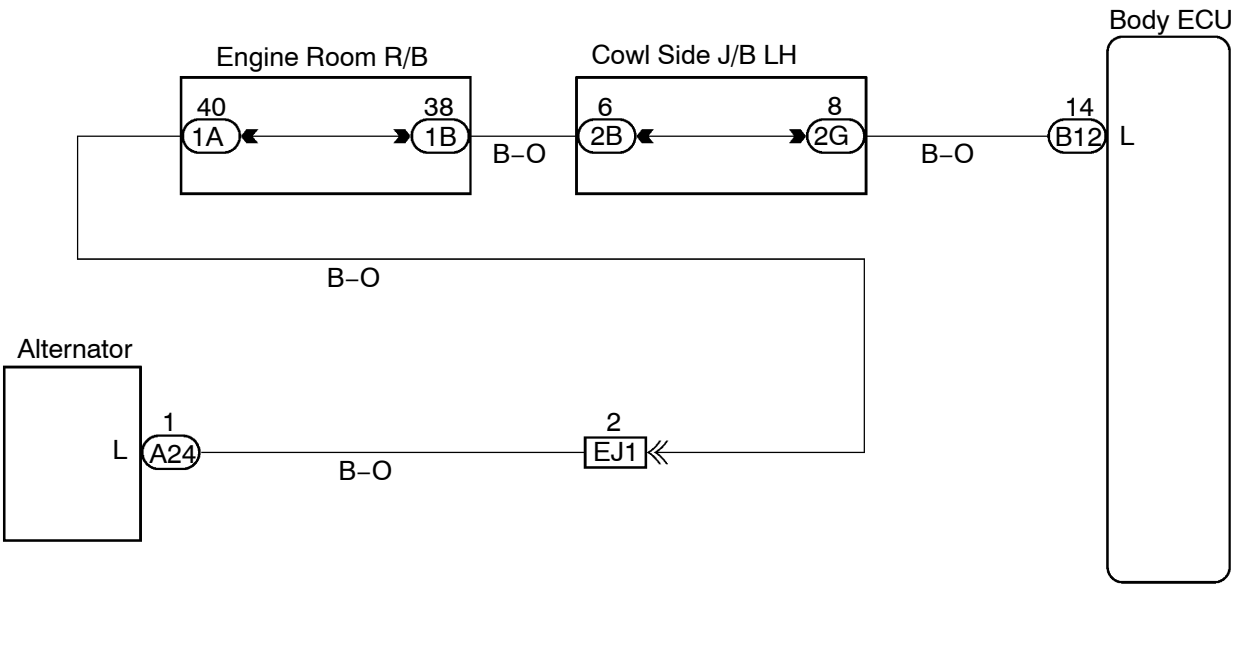 Body ECU
Engine Room R/B
Cowl Side J/B LH
40
38
6
8
14
1A
1B
2B
2G
B12
L
B–O
B–O
B–O
Alternator
1
2
L
A24
EJ1
B–O